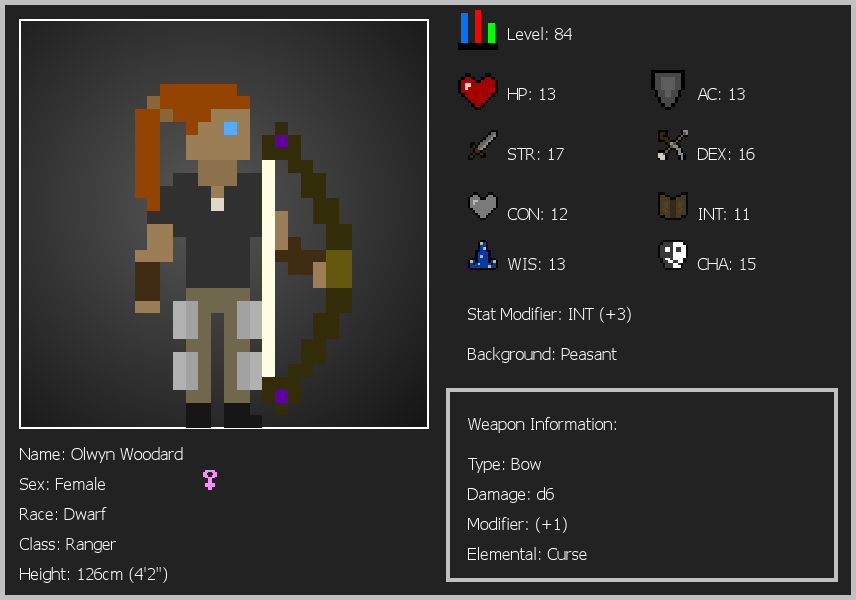 Level: 84
HP: 13
AC: 13
STR: 17
DEX: 16
CON: 12
INT: 11
WIS: 13
CHA: 15
Stat Modifier: INT (+3)
Background: Peasant
Weapon Information:
Type: Bow
Damage: d6
Modifier: (+1)
Elemental: Curse
Name: Olwyn Woodard
Sex: Female
Race: Dwarf
Class: Ranger
Height: 126cm (4'2")